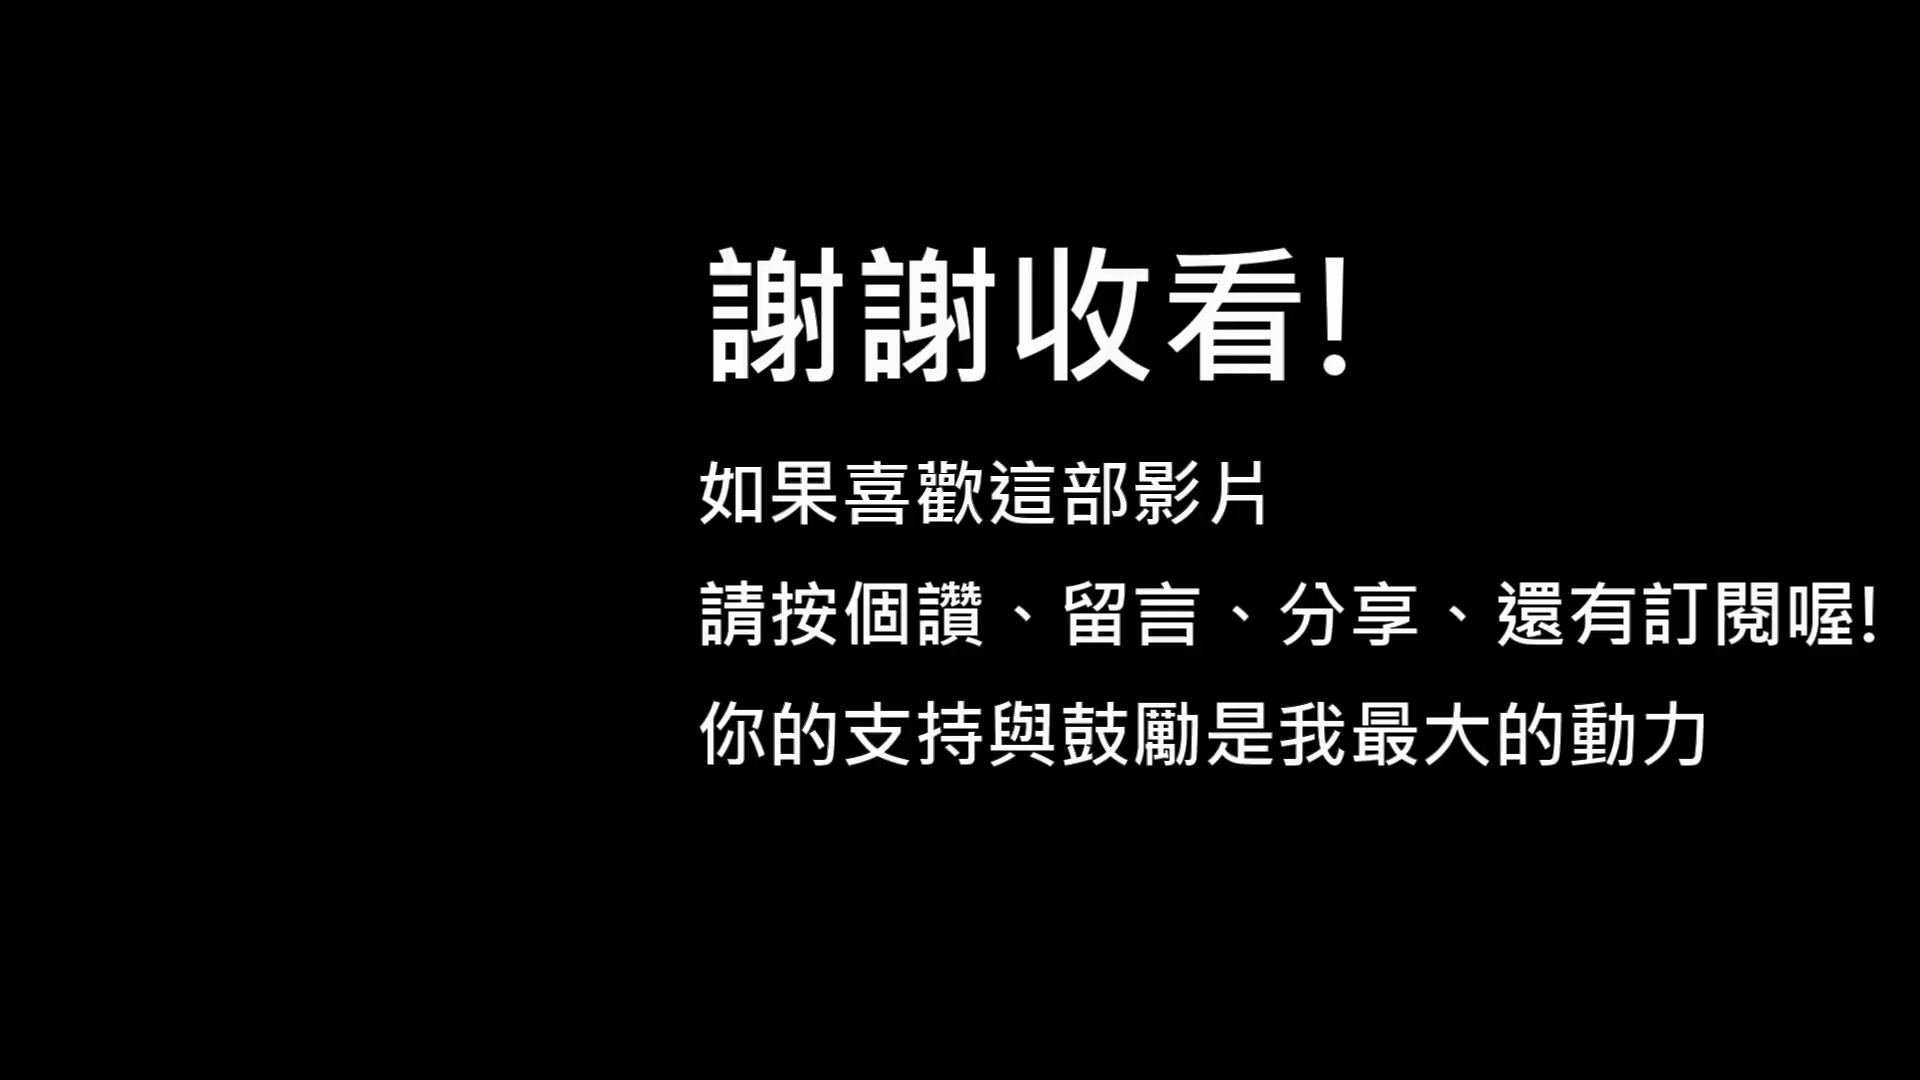 謝謝收看!
如果喜歡這部影片
請按個讚、留言、分享、還有訂閱喔!
你的支持與鼓勵是我最大的動力